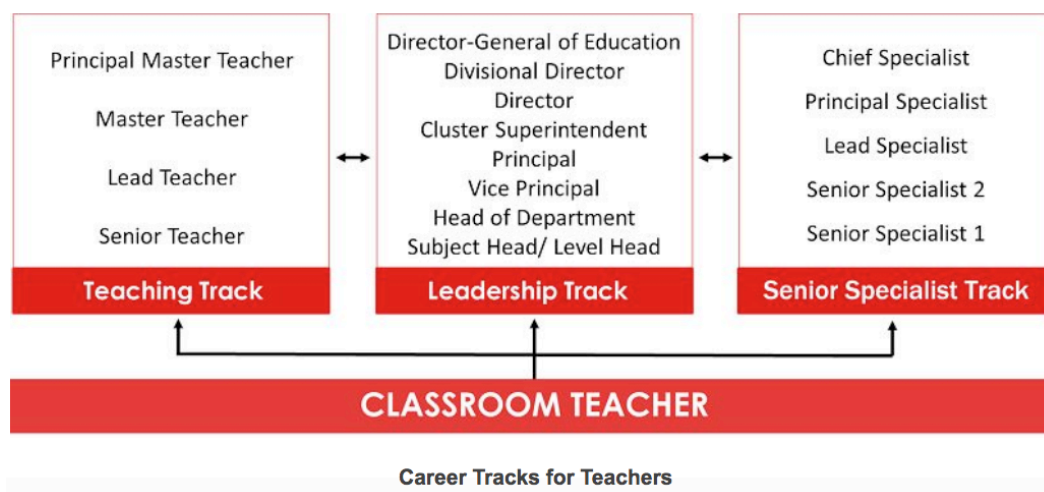 Principal Master Teacher
Master Teacher
Lead Teacher
Senior Teacher
Teaching Track
Director-General of Education
Divisional Director
Director
Cluster Superintendent
Principal
Vice Principal
Head of Department
Subject Head/ Level Head
Leadership Track
Chief Specialist
Principal Specialist
Lead Specialist
Senior Specialist 2
Senior Specialist 1
Senior Specialist Track
CLASSROOM TEACHER
Career Tracks for Teachers